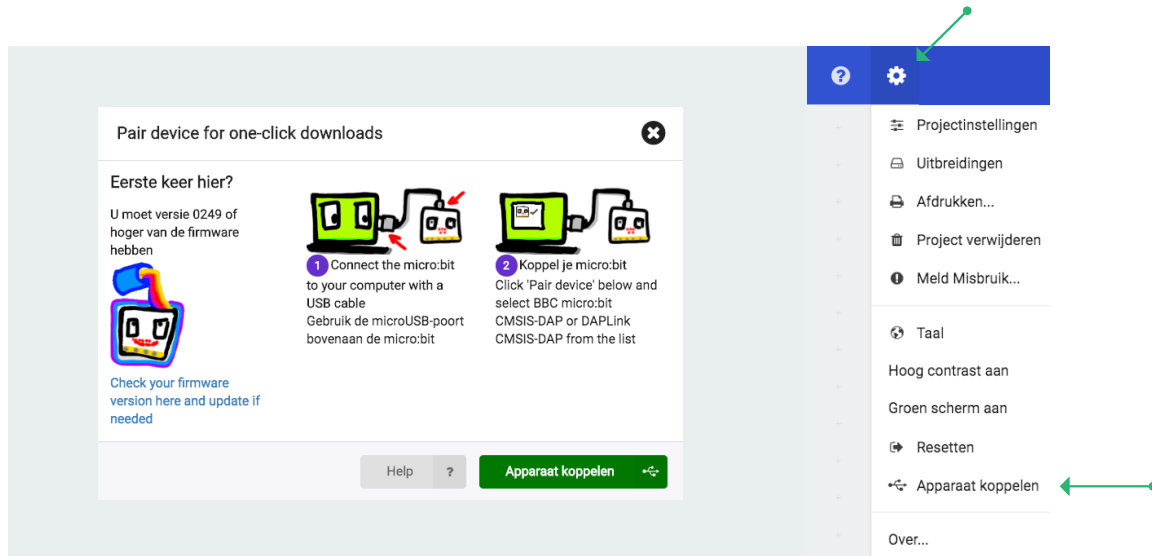 Pair device for one-click downloads
Eerste keer hier?
U moet versie 0249 of
hoger van de firmware
hebben
Check your firmware
version here and update if
needed
1 Connect the micro:bit
to your computer with a
USB cable
Gebruik de microUSB-poort
bovenaan de micro:bit
2 Koppel je micro:bit
Click 'Pair device' below and
select BBC micro:bit
CMSIS-DAP or DAPLink
CMSIS-DAP from the list
Help ?
Apparaat koppelen
?
Projectinstellingen
Uitbreidingen
Afdrukken...
Project verwijderen
Meld Misbruik...
Taal
Hoog contrast aan
Groen scherm aan
Resetten
Apparaat koppelen
Over...